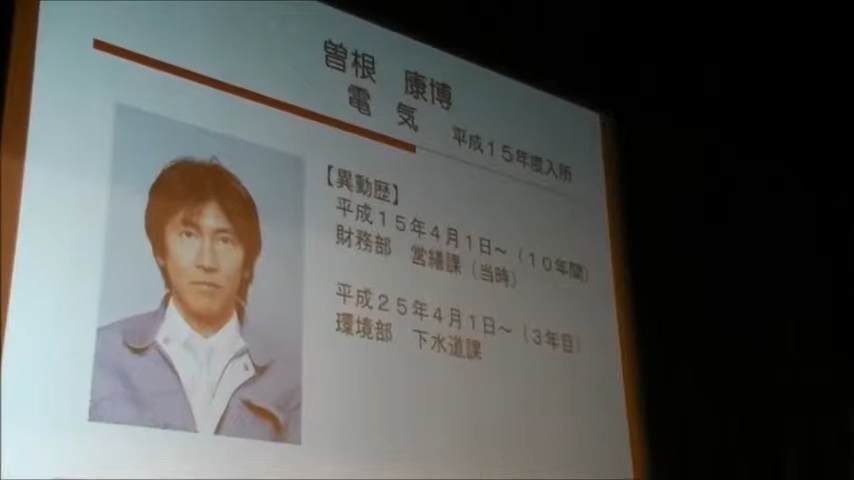 曽根 康博
電 気 平成15年度入所
【異動歴】
平成15年4月1日～（10年間）
財務部 営繕課（当時）
平成25年4月1日～（3年目）
環境部 下水道課